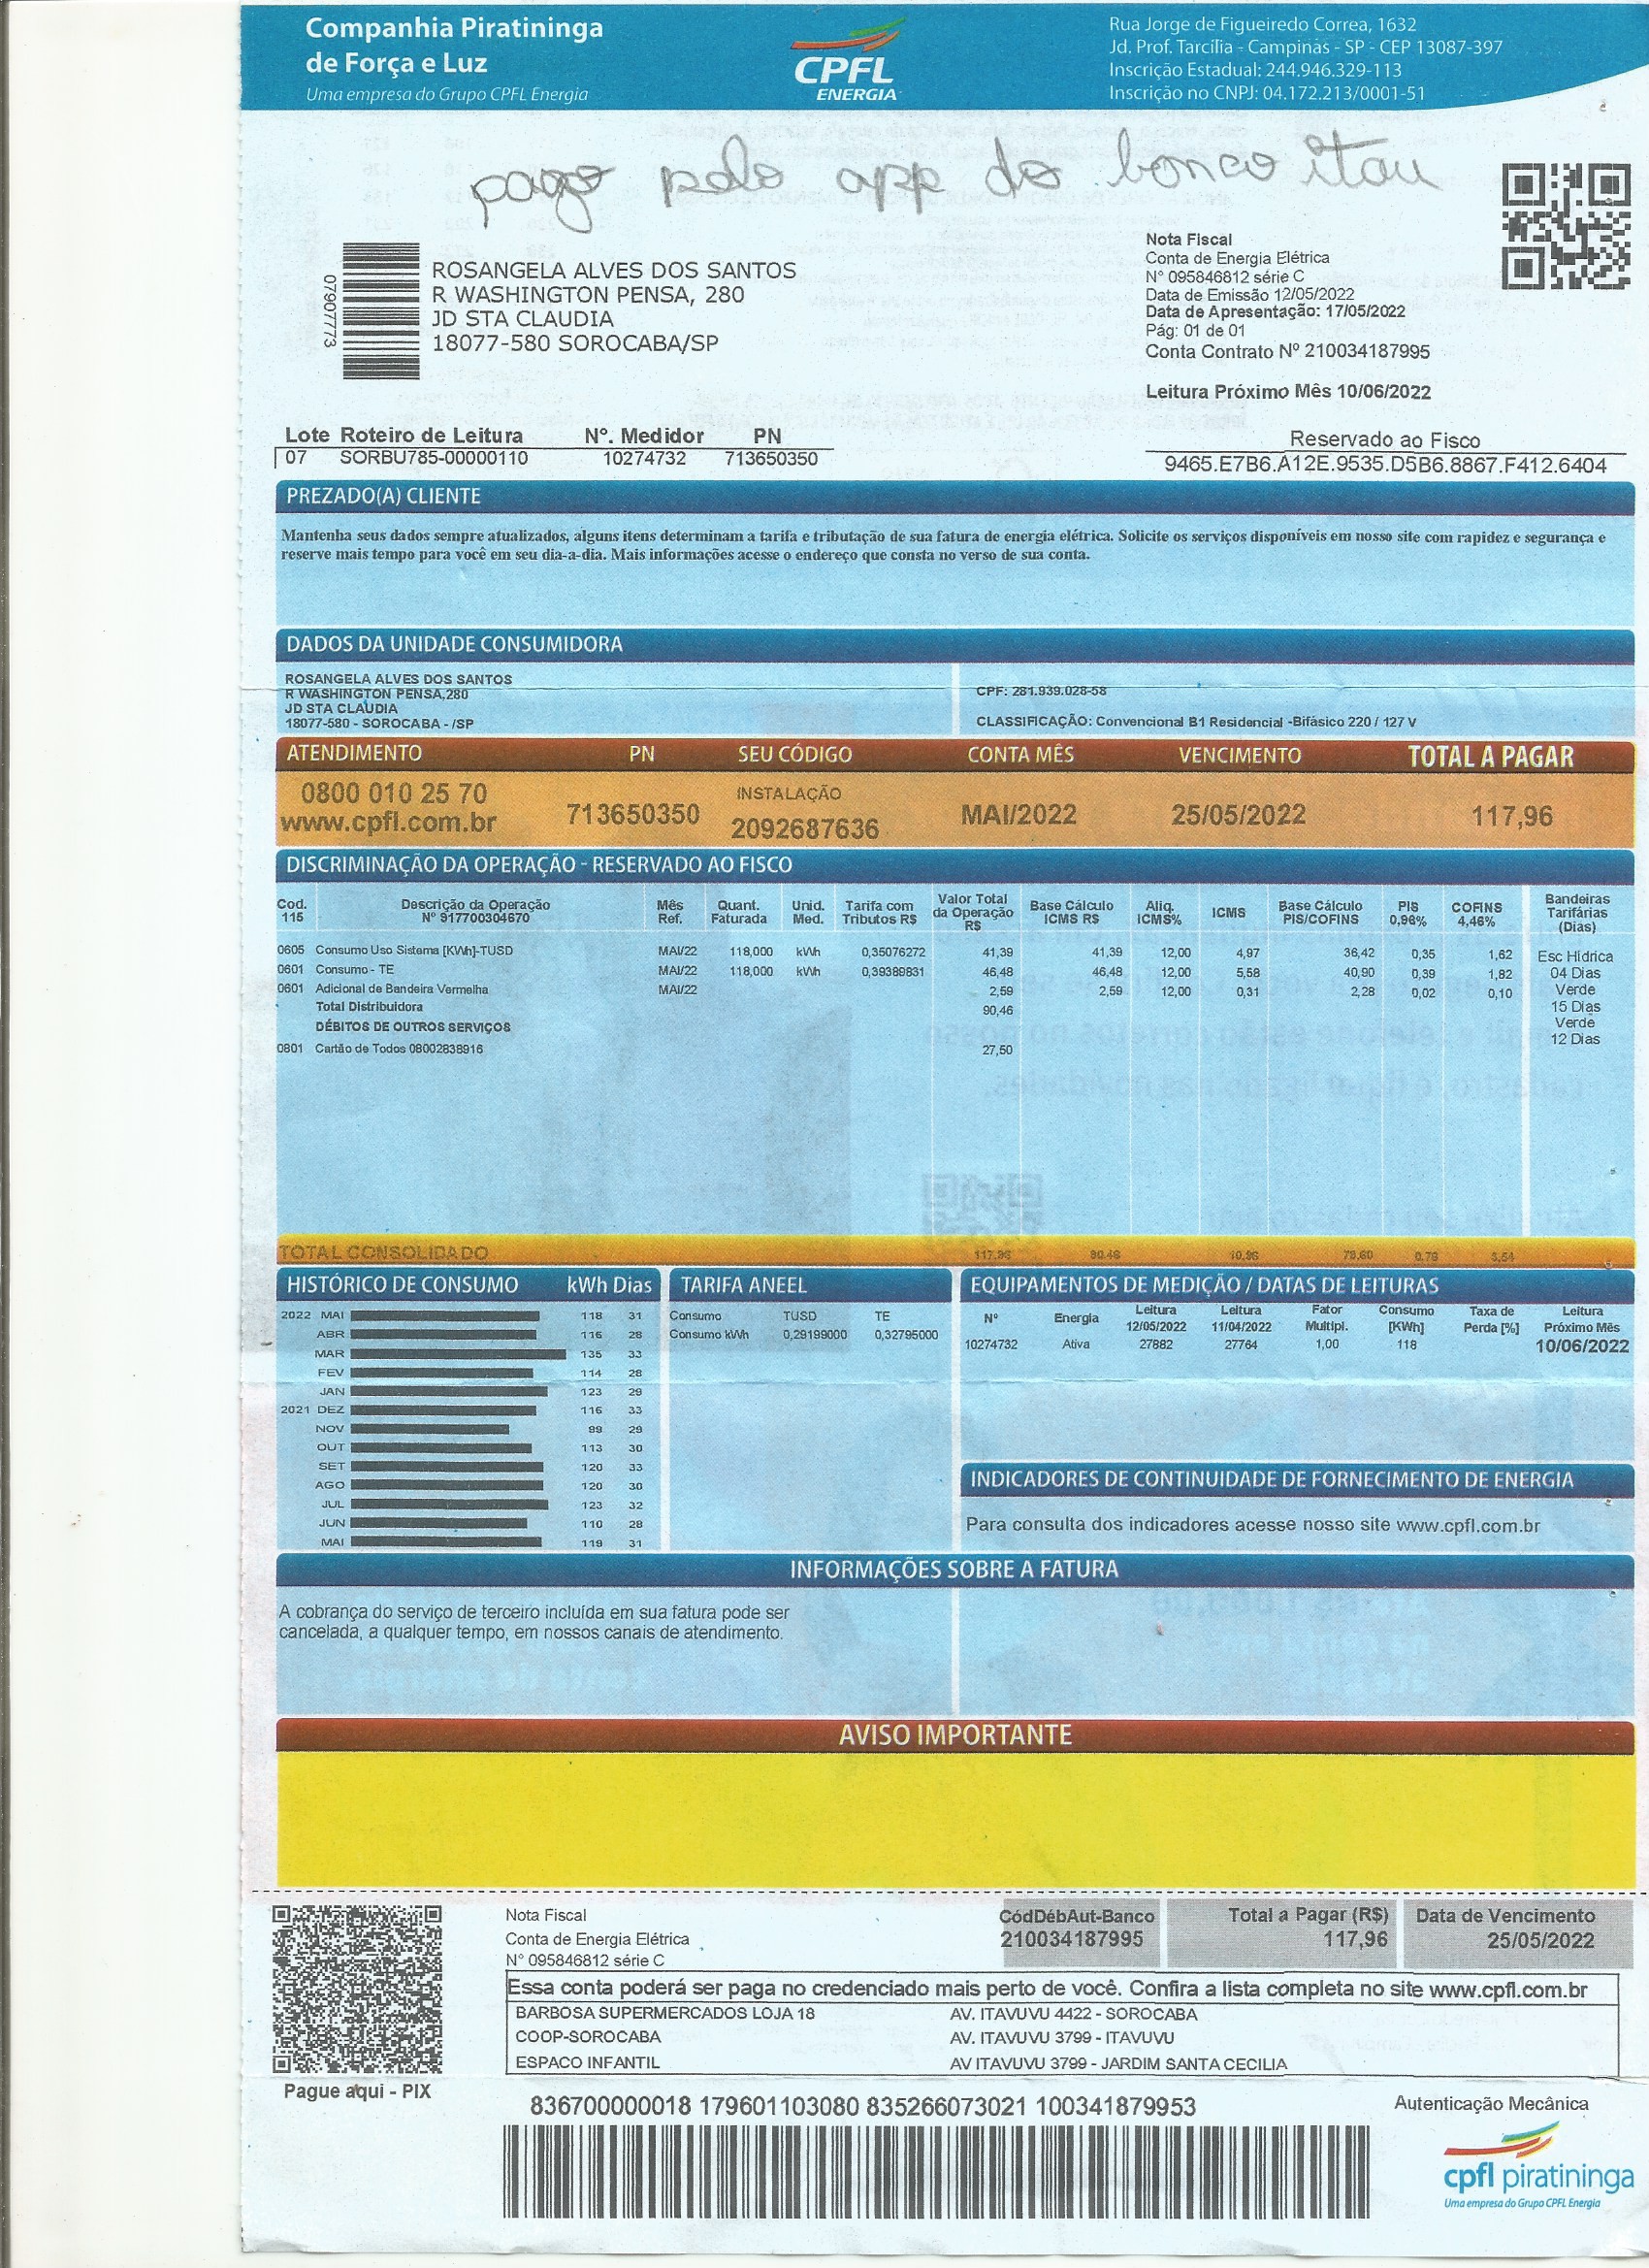 Companhia Piratininga
de Força e Luz
Uma empresa do Grupo CPFL Energia
CPFL
ENERGIA
Rua Jorge de Figueiredo Correa, 1632
Jd. Prof. Tarcília - Campinas - SP - CEP 13087-397
Inscrição Estadual: 244.946.329-113
Inscrição no CNPJ: 04.172.213/0001-51
pago pelo app do banco itau
07907773
ROSANGELA ALVES DOS SANTOS
R WASHINGTON PENSA, 280
JD STA CLAUDIA
18077-580 SOROCABA/SP
Nota Fiscal
Conta de Energia Elétrica
N° 095846812 série C
Data de Emissão 12/05/2022
Data de Apresentação: 17/05/2022
Pág: 01 de 01
Conta Contrato Nº 210034187995
Leitura Próximo Mês 10/06/2022
Lote Roteiro de Leitura N°. Medidor PN
07 SORBU785-00000110 10274732 713650350
Reservado ao Fisco
9465.E7B6.A12E.9535.D5B6.8867.F412.6404
PREZADO(A) CLIENTE
Mantenha seus dados sempre atualizados, alguns itens determinam a tarifa e tributação de sua fatura de energia elétrica. Solicite os serviços disponíveis em nosso site com rapidez e segurança e
reserve mais tempo para você em seu dia-a-dia. Mais informações acesse o endereço que consta no verso de sua conta.
DADOS DA UNIDADE CONSUMIDORA
ROSANGELA ALVES DOS SANTOS
R WASHINGTON PENSA,280
JD STA CLAUDIA
18077-580 - SOROCABA - /SP
CPF: 281.939.028-58
CLASSIFICAÇÃO: Convencional B1 Residencial -Bifásico 220 / 127 V
ATENDIMENTO PN SEU CÓDIGO CONTA MÊS VENCIMENTO TOTAL A PAGAR
0800 010 25 70
www.cpfl.com.br
713650350
INSTALAÇÃO
2092687636
MAI/2022 25/05/2022 117,96
DISCRIMINAÇÃO DA OPERAÇÃO - RESERVADO AO FISCO
Cod. 115 Descrição da Operação N° 917700304670 Mês Ref. Quant. Faturada Unid. Med. Tarifa com Tributos R$ Valor Total da Operação R$ Base Cálculo ICMS R$ Aliq. ICMS% ICMS Base Cálculo PIS/COFINS PIS 0,96% COFINS 4,46% Bandeiras Tarifárias (Dias)
0605 Consumo Uso Sistema [KWh]-TUSD MAI/22 118,000 kWh 0,35076272 41,39 41,39 12,00 4,97 36,42 0,35 1,62
0601 Consumo - TE MAI/22 118,000 kWh 0,39389831 46,48 46,48 12,00 5,58 40,90 0,39 1,82
0601 Adicional de Bandeira Vermelha MAI/22 2,59 2,59 12,00 0,31 2,28 0,02 0,10
Total Distribuidora 90,46
DÉBITOS DE OUTROS SERVIÇOS
0801 Cartão de Todos 08002838916 27,50
Esc Hídrica
04 Dias
Verde
15 Dias
Verde
12 Dias
TOTAL CONSOLIDADO 117,96 90,46 10,86 79,60 0,76 3,54
HISTÓRICO DE CONSUMO kWh Dias
2022 MAI 118 31
ABR 116 28
MAR 135 33
FEV 114 28
JAN 123 29
2021 DEZ 116 33
NOV 99 29
OUT 113 30
SET 120 33
AGO 120 30
JUL 123 32
JUN 110 28
MAI 119 31
TARIFA ANEEL
Consumo TUSD TE
Consumo kWh 0,29199000 0,32795000
EQUIPAMENTOS DE MEDIÇÃO / DATAS DE LEITURAS
N° Energia Leitura 12/05/2022 Leitura 11/04/2022 Fator Multipl. Consumo [KWh] Taxa de Perda [%] Leitura Próximo Mês
10274732 Ativa 27882 27764 1,00 118 10/06/2022
INDICADORES DE CONTINUIDADE DE FORNECIMENTO DE ENERGIA
Para consulta dos indicadores acesse nosso site www.cpfl.com.br
INFORMAÇÕES SOBRE A FATURA
A cobrança do serviço de terceiro incluída em sua fatura pode ser
cancelada, a qualquer tempo, em nossos canais de atendimento.
AVISO IMPORTANTE
Nota Fiscal
Conta de Energia Elétrica
N° 095846812 série C
CódDébAut-Banco
210034187995
Total a Pagar (R$)
117,96
Data de Vencimento
25/05/2022
Essa conta poderá ser paga no credenciado mais perto de você. Confira a lista completa no site www.cpfl.com.br
BARBOSA SUPERMERCADOS LOJA 18 AV. ITAVUVU 4422 - SOROCABA
COOP-SOROCABA AV. ITAVUVU 3799 - ITAVUVU
ESPACO INFANTIL AV ITAVUVU 3799 - JARDIM SANTA CECILIA
Pague aqui - PIX
836700000018 179601103080 835266073021 100341879953
Autenticação Mecânica
cpfl piratininga
Uma empresa do Grupo CPFL Energia